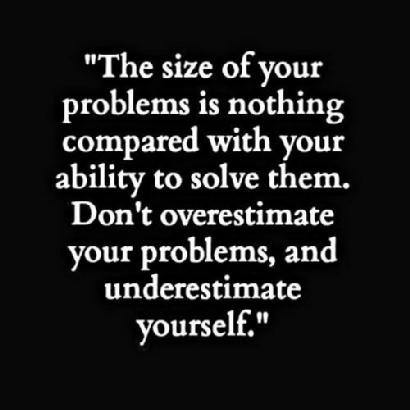 "The size of your
problems is nothing
compared with your
ability to solve them.
Don't overestimate
your problems, and
underestimate
yourself."